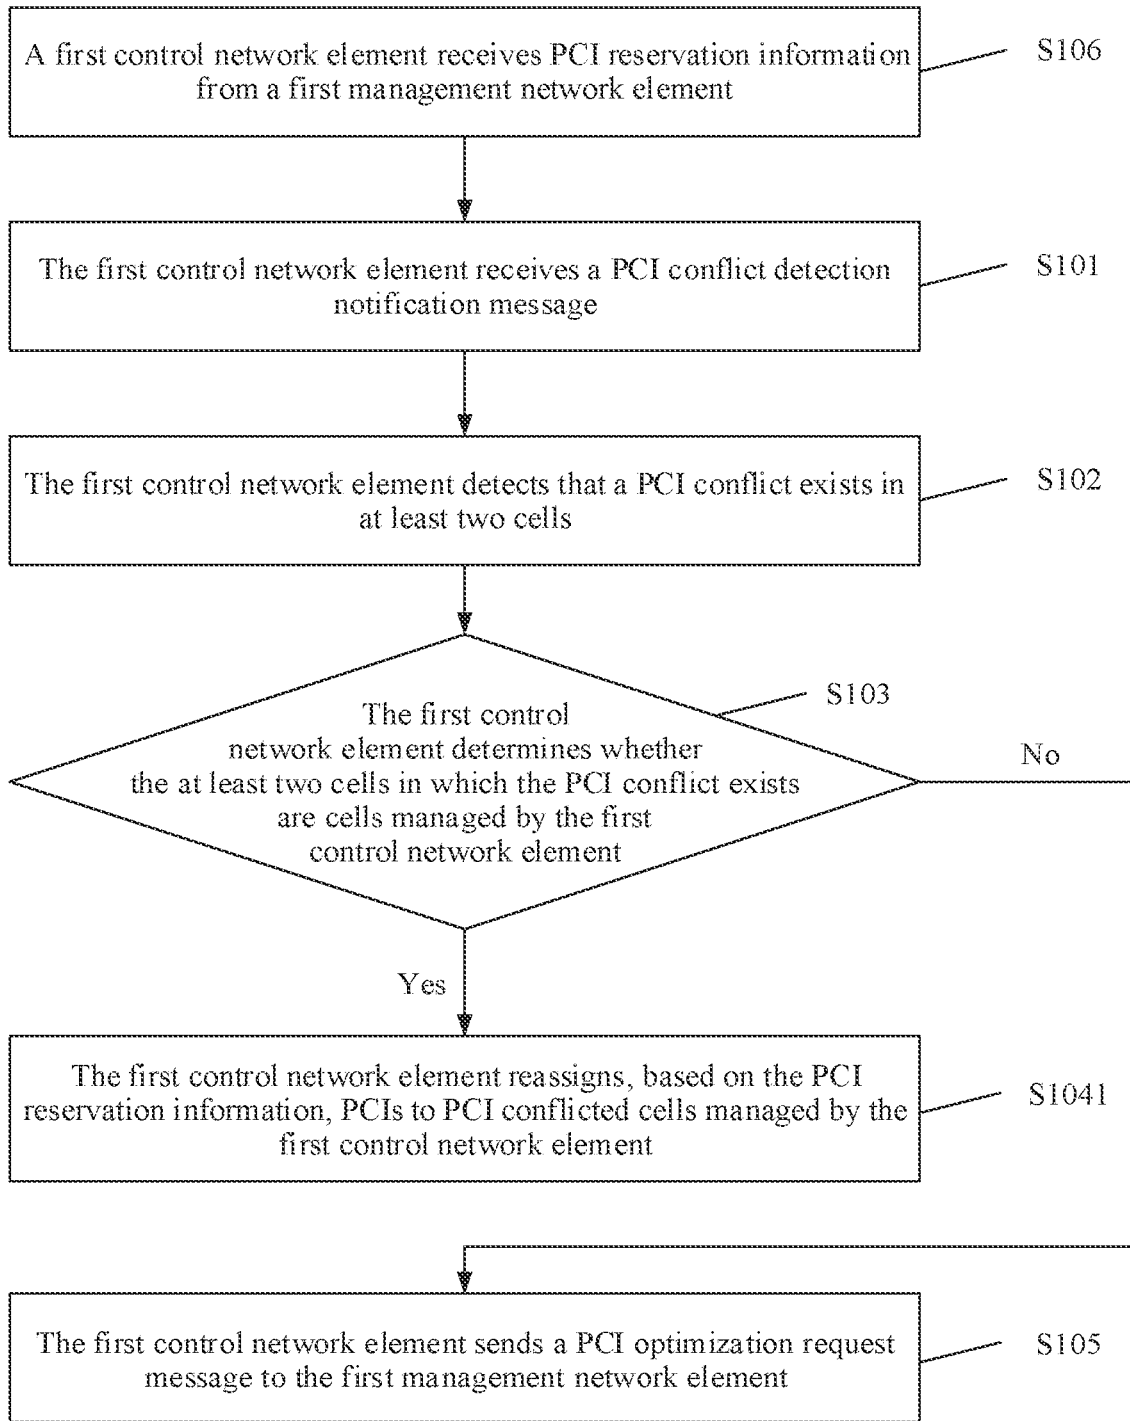 A first control network element receives PCI reservation information
from a first management network element
S106
The first control network element receives a PCI conflict detection
notification message
S101
The first control network element detects that a PCI conflict exists in
at least two cells
S102
The first control
network element determines whether
the at least two cells in which the PCI conflict exists
are cells managed by the first
control network element
S103
No
Yes
The first control network element reassigns, based on the PCI
reservation information, PCIs to PCI conflicted cells managed by the
first control network element
S1041
The first control network element sends a PCI optimization request
message to the first management network element
S105